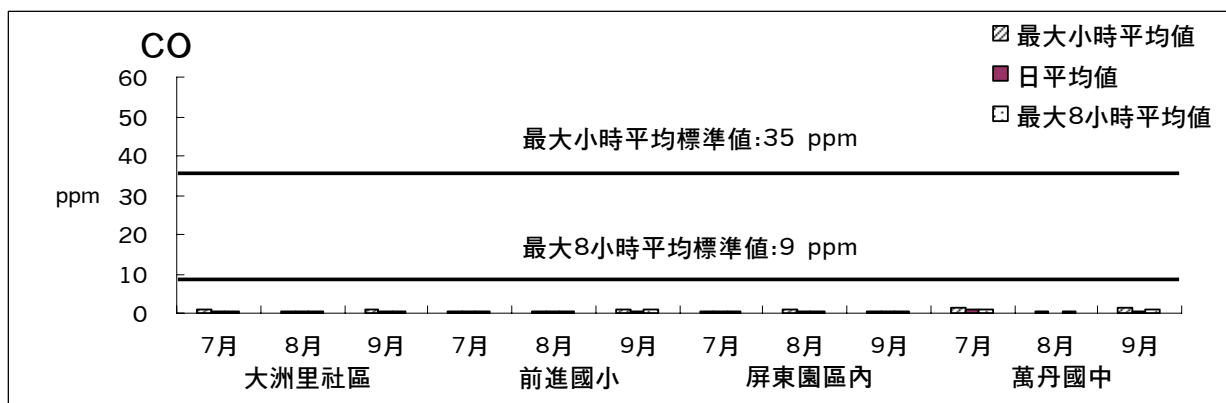 CO
最大小時平均值
日平均值
最大8小時平均值
ppm
60
50
40
30
20
10
0
最大小時平均標準值:35 ppm
最大8小時平均標準值:9 ppm
7月 8月 9月 7月 8月 9月 7月 8月 9月 7月 8月 9月
大洲里社區 前進國小 屏東園區內 萬丹國中